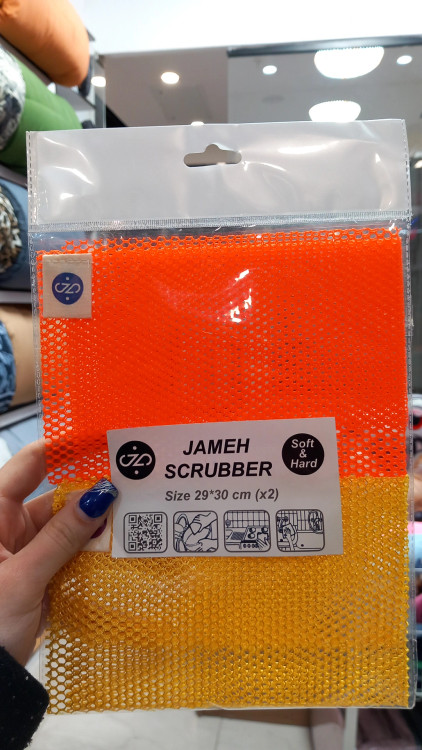 JAMEH
SCRUBBER
Soft
&
Hard
Size 29*30 cm (x2)